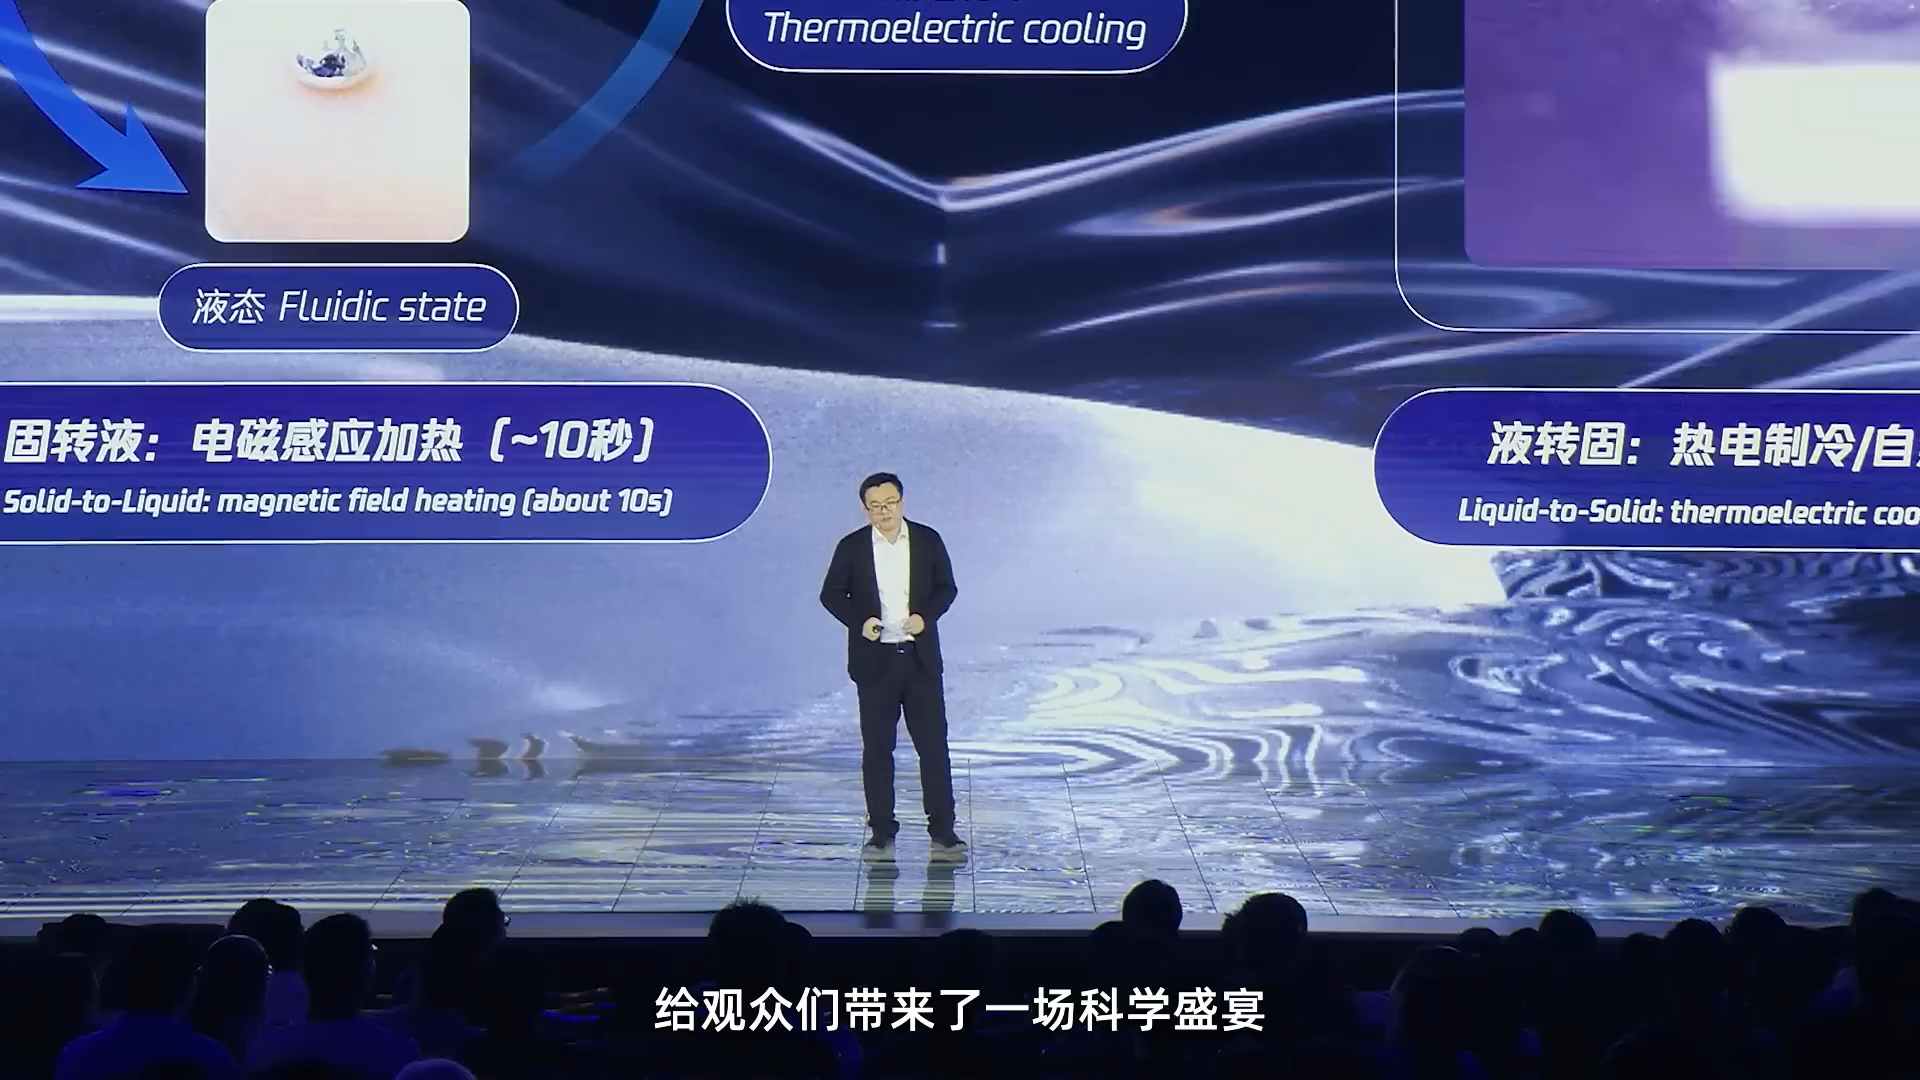 Thermoelectric cooling
液态 Fluidic state
固转液：电磁感应加热（~10秒）
Solid-to-Liquid: magnetic field heating (about 10s)
液转固：热电制冷/自
Liquid-to-Solid: thermoelectric coo
给观众们带来了一场科学盛宴